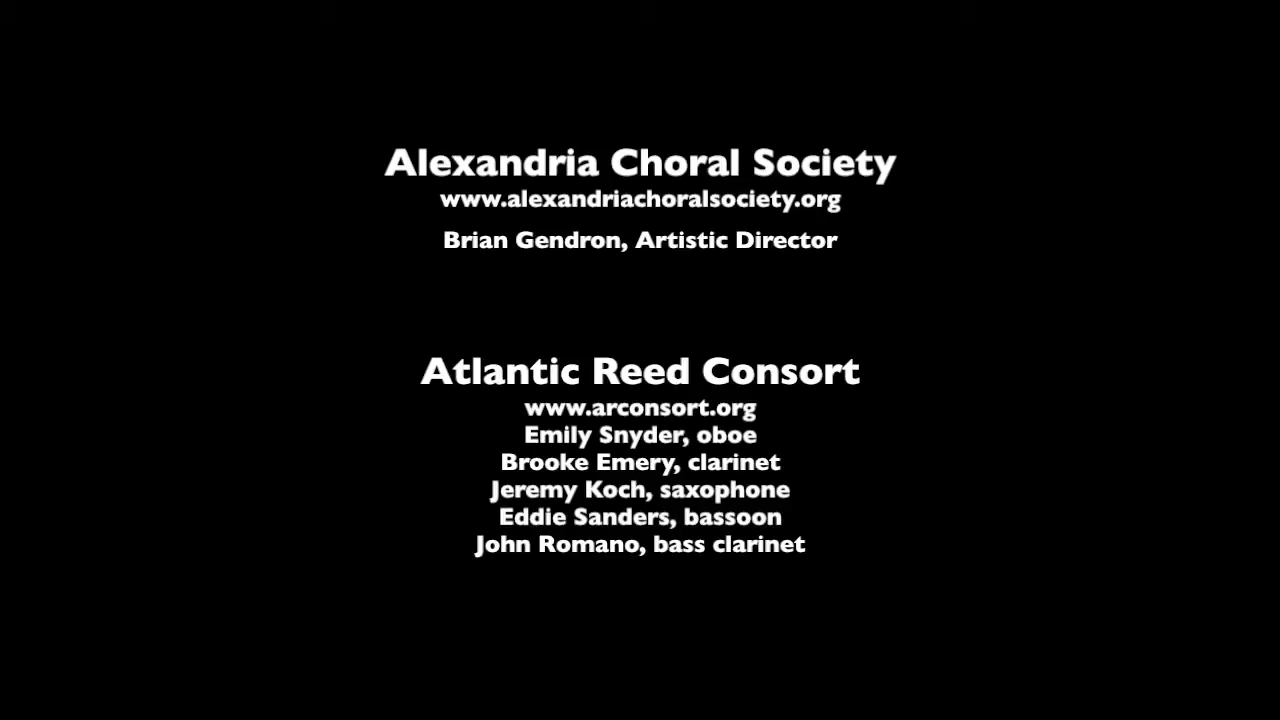 Alexandria Choral Society
www.alexandriachoralsociety.org
Brian Gendron, Artistic Director
Atlantic Reed Consort
www.arconsort.org
Emily Snyder, oboe
Brooke Emery, clarinet
Jeremy Koch, saxophone
Eddie Sanders, bassoon
John Romano, bass clarinet